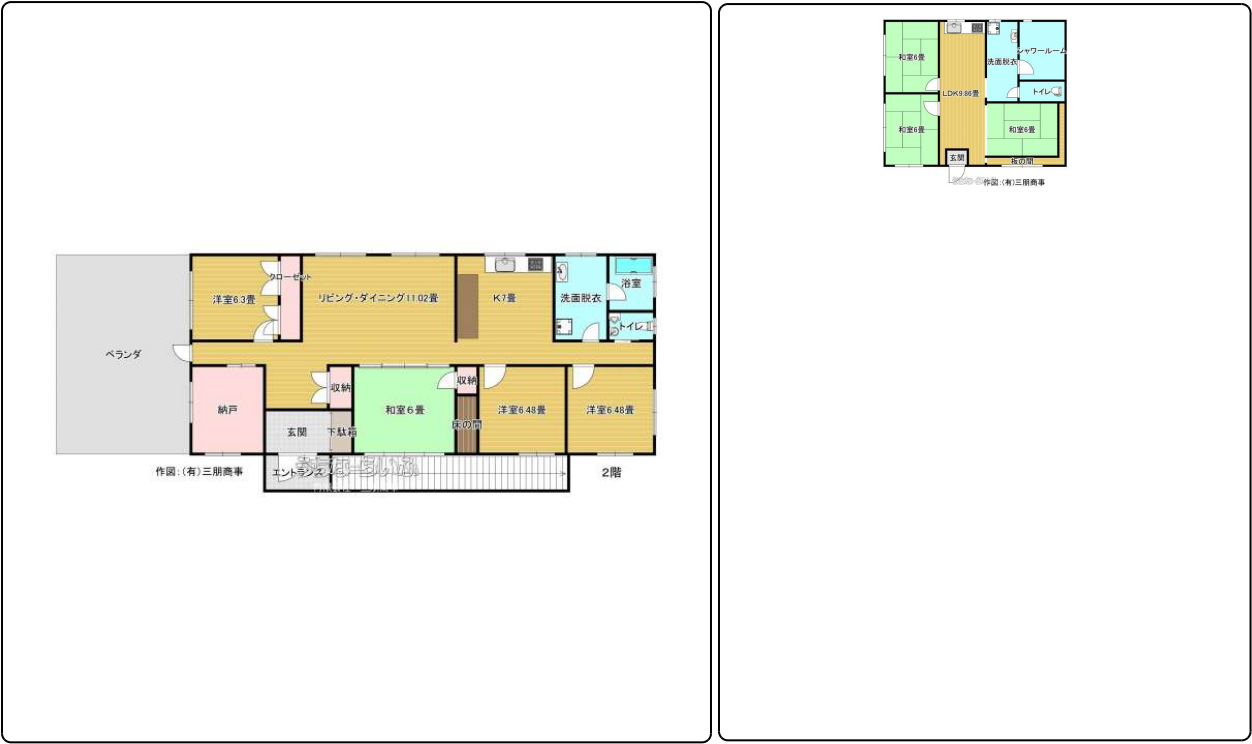 クローゼット
洋室6.3畳
リビング・ダイニング11.02畳
K7畳
洗面脱衣
浴室
トイレ
ベランダ
納戸
収納
和室６畳
収納
床の間
洋室6.48畳
洋室6.48畳
玄関
下駄箱
作図：(有)三朋商事
エントランス
2階
和室6畳
LDK9.86畳
洗面脱衣
シャワールーム
トイレ
和室6畳
和室6畳
玄関
板の間
作図：(有)三朋商事